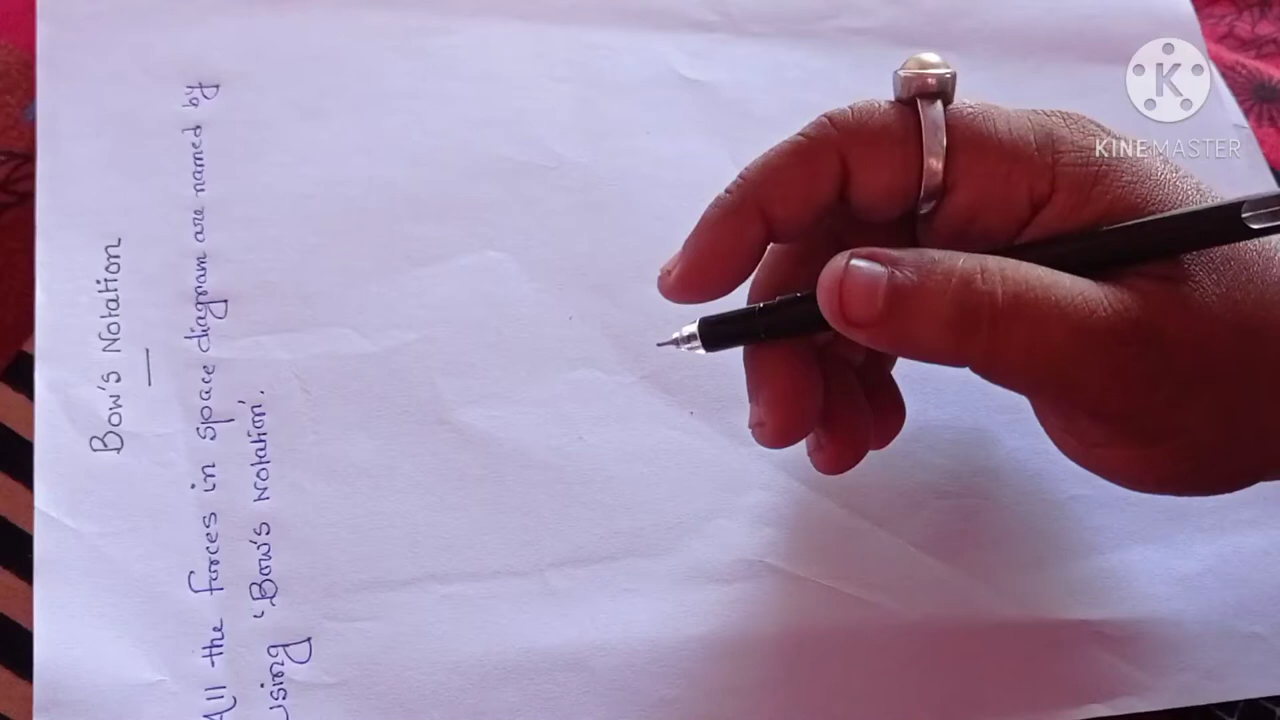 Bow's Notation
All the forces in space diagram are named by
using 'Bow's Notation'.
KINEMASTER